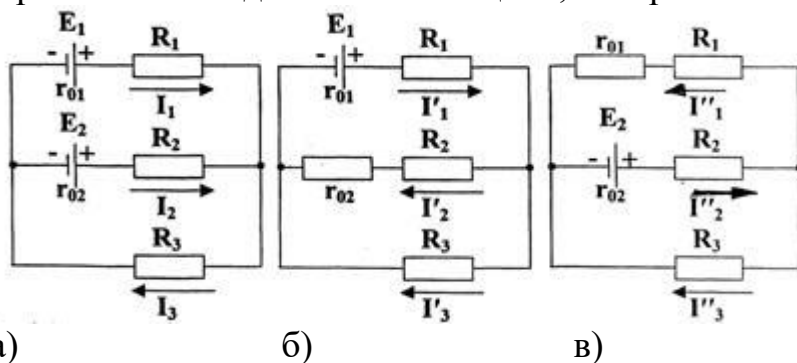 E₁ R₁
- +
r₀₁ I₁
E₂ R₂
- +
r₀₂ I₂
R₃
I₃
а)
E₁ R₁
- +
r₀₁ I'₁
R₂
r₀₂ I'₂
R₃
I'₃
б)
r₀₁ R₁
I''₁
E₂ R₂
- +
r₀₂ I''₂
R₃
I''₃
в)